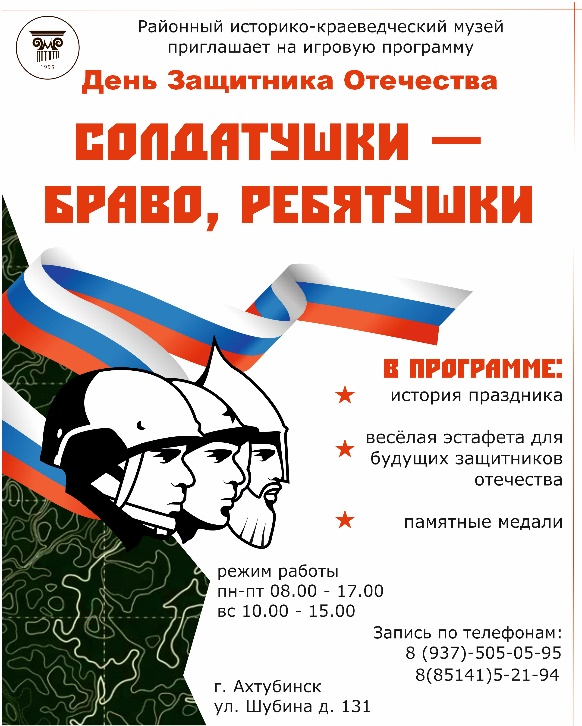 1955
Районный историко-краеведческий музей
приглашает на игровую программу
День Защитника Отечества
СОЛДАТУШКИ —
БРАВО, РЕБЯТУШКИ
В ПРОГРАММЕ:
история праздника
весёлая эстафета для
будущих защитников
отечества
памятные медали
режим работы
пн-пт 08.00 - 17.00
вс 10.00 - 15.00
Запись по телефонам:
8 (937)-505-05-95
8(85141)5-21-94
г. Ахтубинск
ул. Шубина д. 131